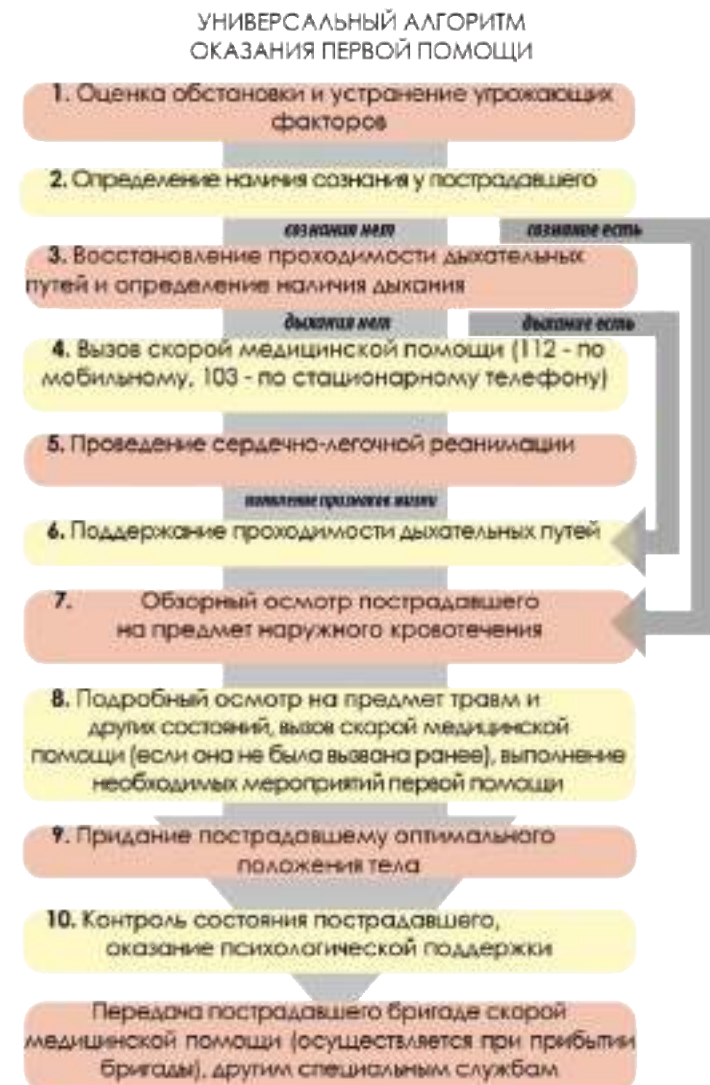 УНИВЕРСАЛЬНЫЙ АЛГОРИТМ
ОКАЗАНИЯ ПЕРВОЙ ПОМОЩИ
1. Оценка обстановки и устранение угрожающих
факторов
2. Определение наличия сознания у пострадавшего
сознания нет
сознание есть
3. Восстановление проходимости дыхательных
путей и определение наличия дыхания
дыхания нет
дыхание есть
4. Вызов скорой медицинской помощи (112 - по
мобильному, 103 - по стационарному телефону)
5. Проведение сердечно-легочной реанимации
появление признаков жизни
6. Поддержание проходимости дыхательных путей
7. Обзорный осмотр пострадавшего
на предмет наружного кровотечения
8. Подробный осмотр на предмет травм и
других состояний, вызов скорой медицинской
помощи (если она не была вызвана ранее), выполнение
необходимых мероприятий первой помощи
9. Придание пострадавшему оптимального
положения тела
10. Контроль состояния пострадавшего,
оказание психологической поддержки
Передача пострадавшего бригаде скорой
медицинской помощи (осуществляется при прибытии
бригады), другим специальным службам